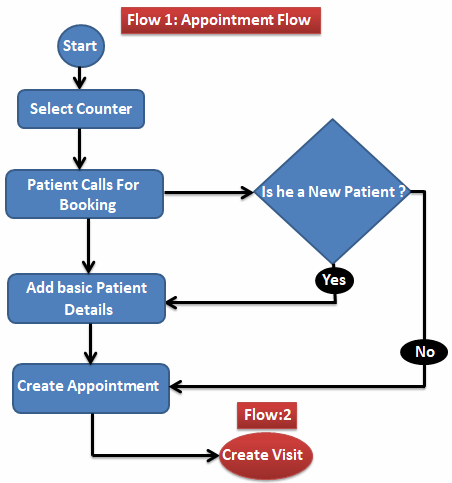 Flow 1: Appointment Flow
Start
Select Counter
Patient Calls For
Booking
Is he a New Patient ?
Yes
Add basic Patient
Details
No
Create Appointment
Flow:2
Create Visit